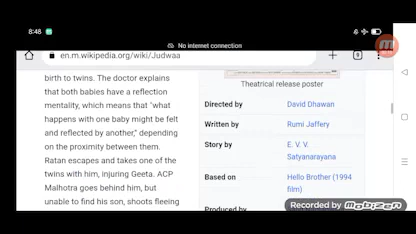 8:48
No internet connection
en.m.wikipedia.org/wiki/Judwaa
9
birth to twins. The doctor explains
that both babies have a reflection
mentality, which means that "what
happens with one baby might be felt
and reflected by another," depending
on the proximity between them.
Ratan escapes and takes one of the
twins with him, injuring Geeta. ACP
Malhotra goes behind him, but
unable to find his son, shoots fleeing
Theatrical release poster
Directed by David Dhawan
Written by Rumi Jaffery
Story by E. V. V.
Satyanarayana
Based on Hello Brother (1994
film)
Produced by
Recorded by MOBIZEN